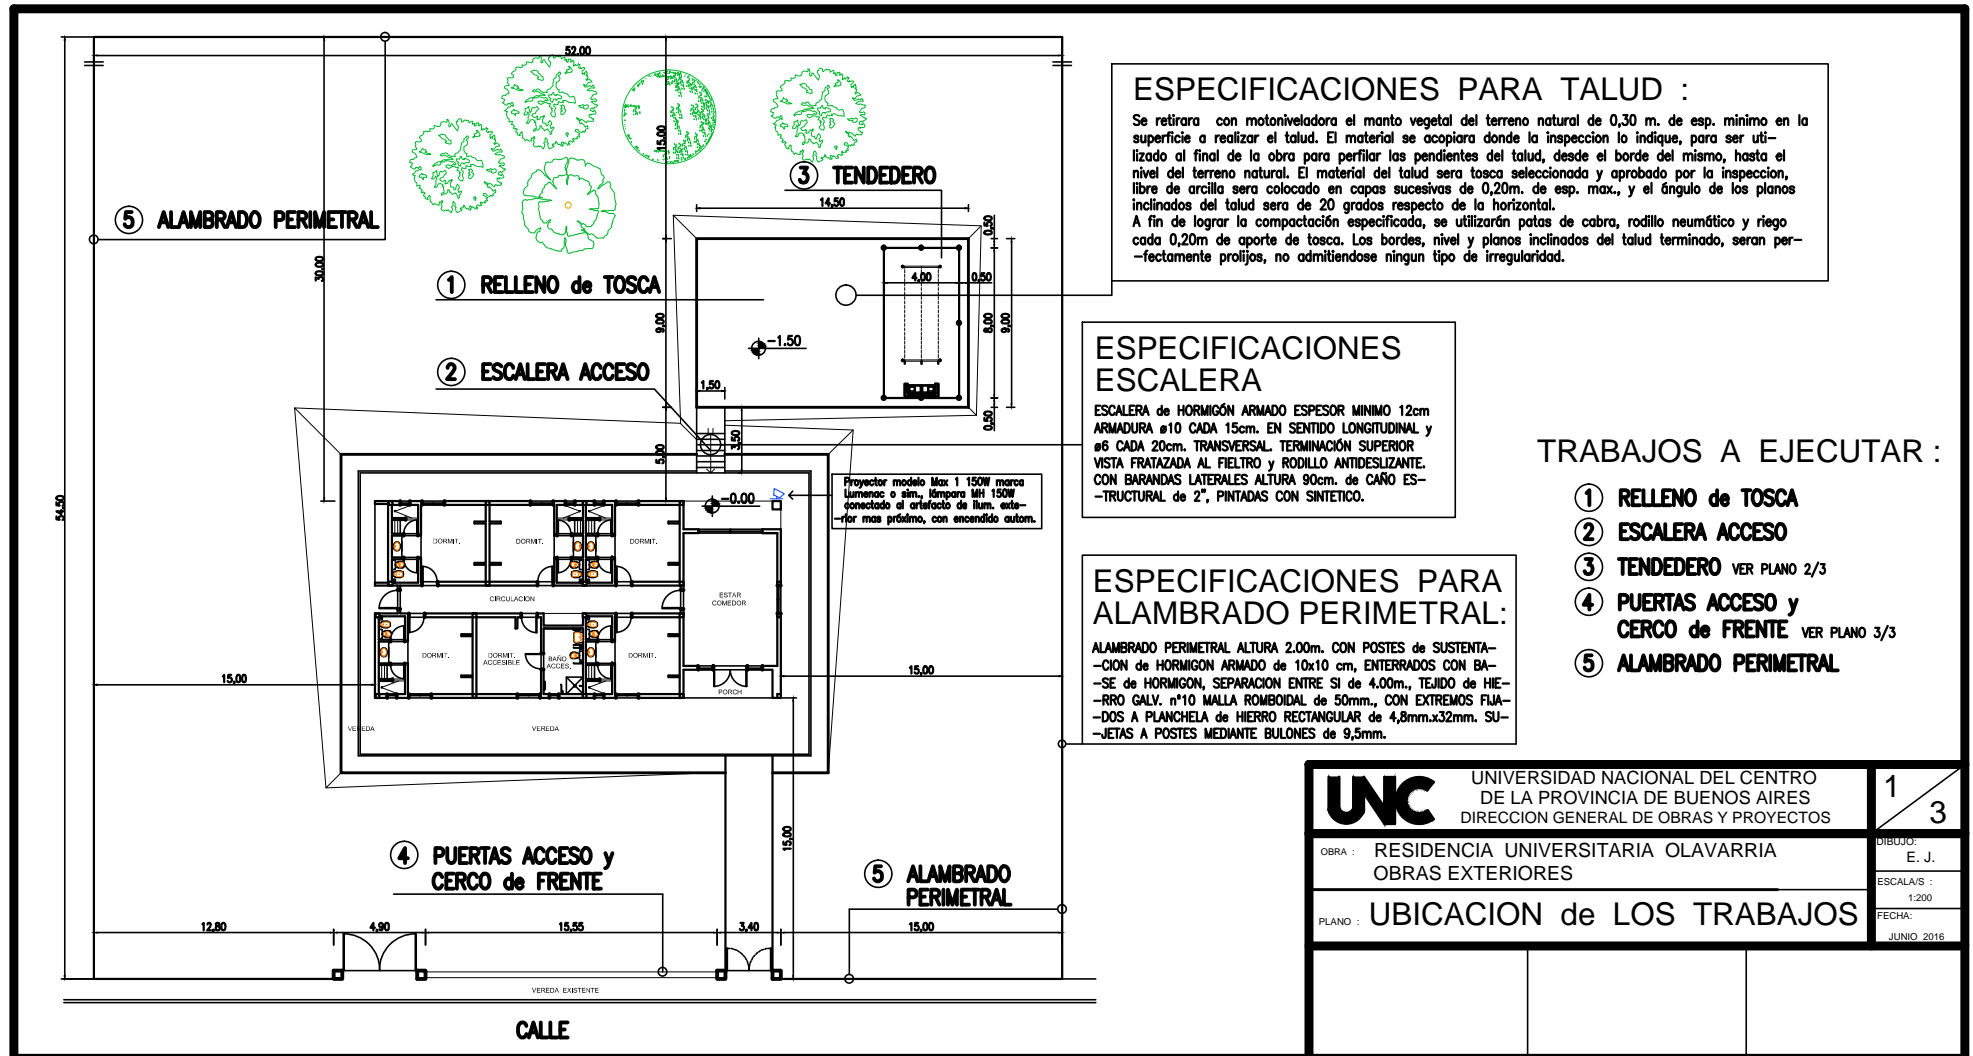 52.00
15.00
30.00
54.50
5 ALAMBRADO PERIMETRAL
3 TENDEDERO
14,50
0,50
1 RELLENO de TOSCA
4,00
0,50
9,00
8,00
9,00
-1.50
2 ESCALERA ACCESO
1,50
0,50
3,50
5,00
-0.00
Proyector modelo Max 1 150W marca
Lumenac o sim., lámpara MH 150W
conectado al artefacto de ilum. exte-
-rior mas próximo, con encendido autom.
DORMIT.
DORMIT.
DORMIT.
CIRCULACION
ESTAR
COMEDOR
DORMIT.
DORMIT.
ACCESIBLE
BAÑO
ACCES.
DORMIT.
PORCH
15,00
15,00
VEREDA
VEREDA
15,00
4 PUERTAS ACCESO y
CERCO de FRENTE
5 ALAMBRADO
PERIMETRAL
12,80
4,90
15,55
3,40
15,00
VEREDA EXISTENTE
CALLE
ESPECIFICACIONES PARA TALUD :
Se retirara con motoniveladora el manto vegetal del terreno natural de 0,30 m. de esp. minimo en la
superficie a realizar el talud. El material se acopiara donde la inspeccion lo indique, para ser uti-
lizado al final de la obra para perfilar las pendientes del talud, desde el borde del mismo, hasta el
nivel del terreno natural. El material del talud sera tosca seleccionada y aprobado por la inspeccion,
libre de arcilla sera colocado en capas sucesivas de 0,20m. de esp. max., y el ángulo de los planos
inclinados del talud sera de 20 grados respecto de la horizontal.
A fin de lograr la compactación especificada, se utilizarán patas de cabra, rodillo neumático y riego
cada 0,20m de aporte de tosca. Los bordes, nivel y planos inclinados del talud terminado, seran per-
-fectamente prolijos, no admitiendose ningun tipo de irregularidad.
ESPECIFICACIONES
ESCALERA
ESCALERA de HORMIGÓN ARMADO ESPESOR MINIMO 12cm
ARMADURA ø10 CADA 15cm. EN SENTIDO LONGITUDINAL y
ø6 CADA 20cm. TRANSVERSAL. TERMINACIÓN SUPERIOR
VISTA FRATAZADA AL FIELTRO y RODILLO ANTIDESLIZANTE.
CON BARANDAS LATERALES ALTURA 90cm. de CAÑO ES-
-TRUCTURAL de 2", PINTADAS CON SINTETICO.
ESPECIFICACIONES PARA
ALAMBRADO PERIMETRAL:
ALAMBRADO PERIMETRAL ALTURA 2.00m. CON POSTES de SUSTENTA-
-CION de HORMIGON ARMADO de 10x10 cm, ENTERRADOS CON BA-
-SE de HORMIGON, SEPARACION ENTRE SI de 4.00m., TEJIDO de HIE-
-RRO GALV. nº10 MALLA ROMBOIDAL de 50mm., CON EXTREMOS FIJA-
-DOS A PLANCHELA de HIERRO RECTANGULAR de 4,8mm.x32mm. SU-
-JETAS A POSTES MEDIANTE BULONES de 9,5mm.
TRABAJOS A EJECUTAR :
1 RELLENO de TOSCA
2 ESCALERA ACCESO
3 TENDEDERO VER PLANO 2/3
4 PUERTAS ACCESO y
CERCO de FRENTE VER PLANO 3/3
5 ALAMBRADO PERIMETRAL
UNC
UNIVERSIDAD NACIONAL DEL CENTRO
DE LA PROVINCIA DE BUENOS AIRES
DIRECCION GENERAL DE OBRAS Y PROYECTOS
1/3
OBRA : RESIDENCIA UNIVERSITARIA OLAVARRIA
OBRAS EXTERIORES
DIBUJO:
E. J.
ESCALA/S :
1:200
PLANO : UBICACION de LOS TRABAJOS
FECHA:
JUNIO 2016